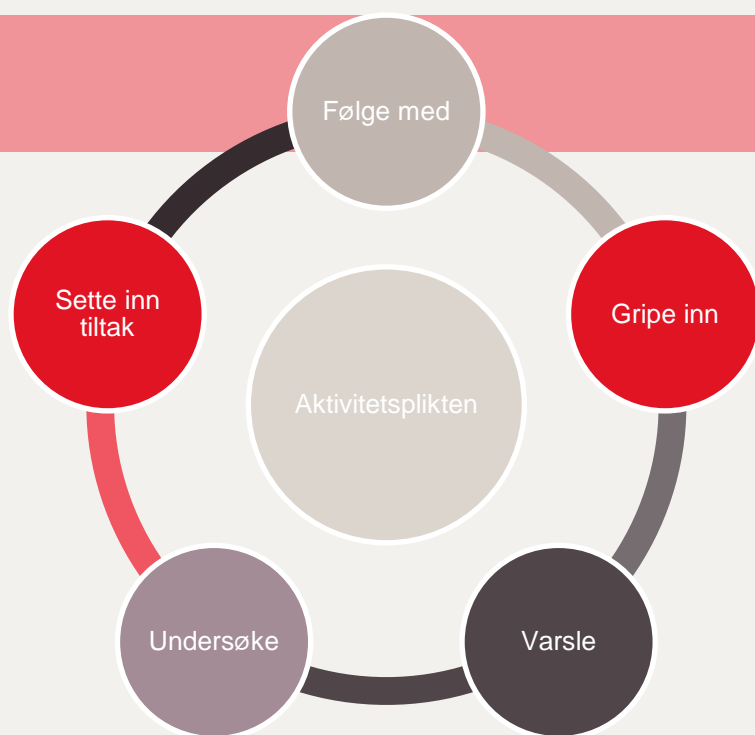 Følge med
Gripe inn
Varsle
Undersøke
Sette inn
tiltak
Aktivitetsplikten